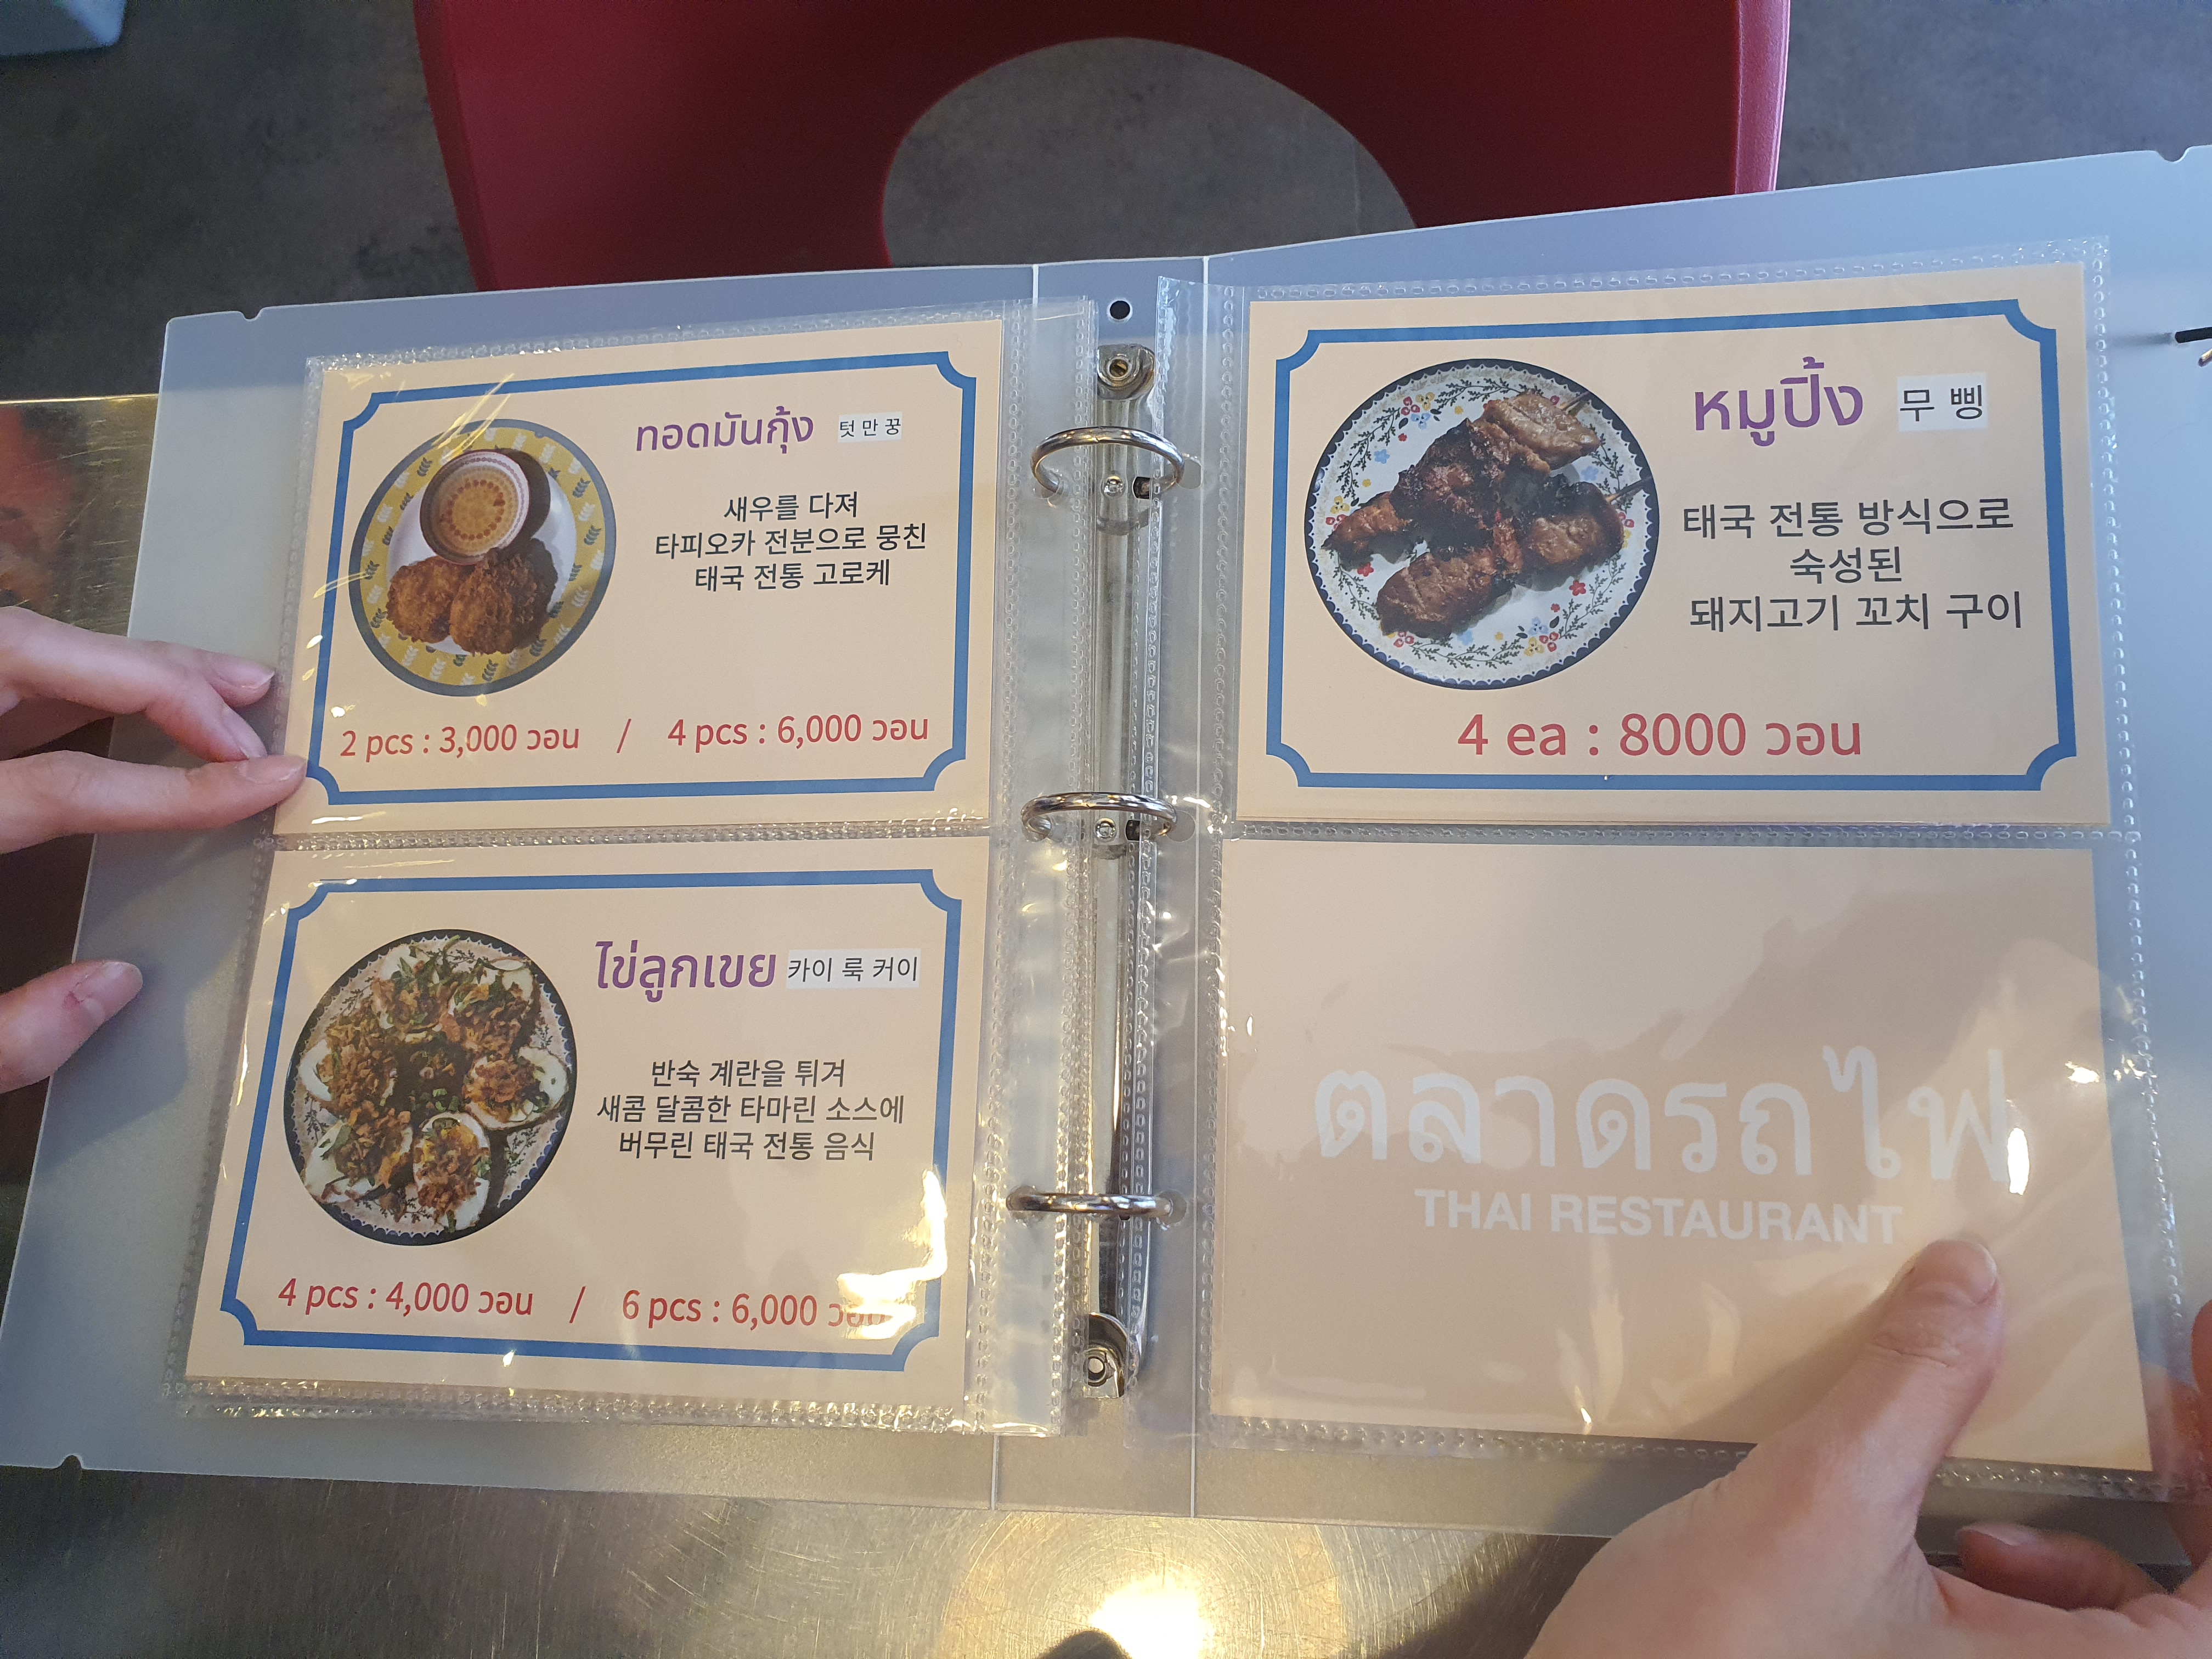 ทอดมันกุ้ง 텃 만 꿍
새우를 다져
타피오카 전분으로 뭉친
태국 전통 고로케
2 pcs : 3,000 วอน / 4 pcs : 6,000 วอน
ไข่ลูกเขย 카이 룩 커이
반숙 계란을 튀겨
새콤 달콤한 타마린 소스에
버무린 태국 전통 음식
4 pcs : 4,000 วอน / 6 pcs : 6,000 วอน
หมูปิ้ง 무 삥
태국 전통 방식으로
숙성된
돼지고기 꼬치 구이
4 ea : 8000 วอน
ตลาดรถไฟ
THAI RESTAURANT